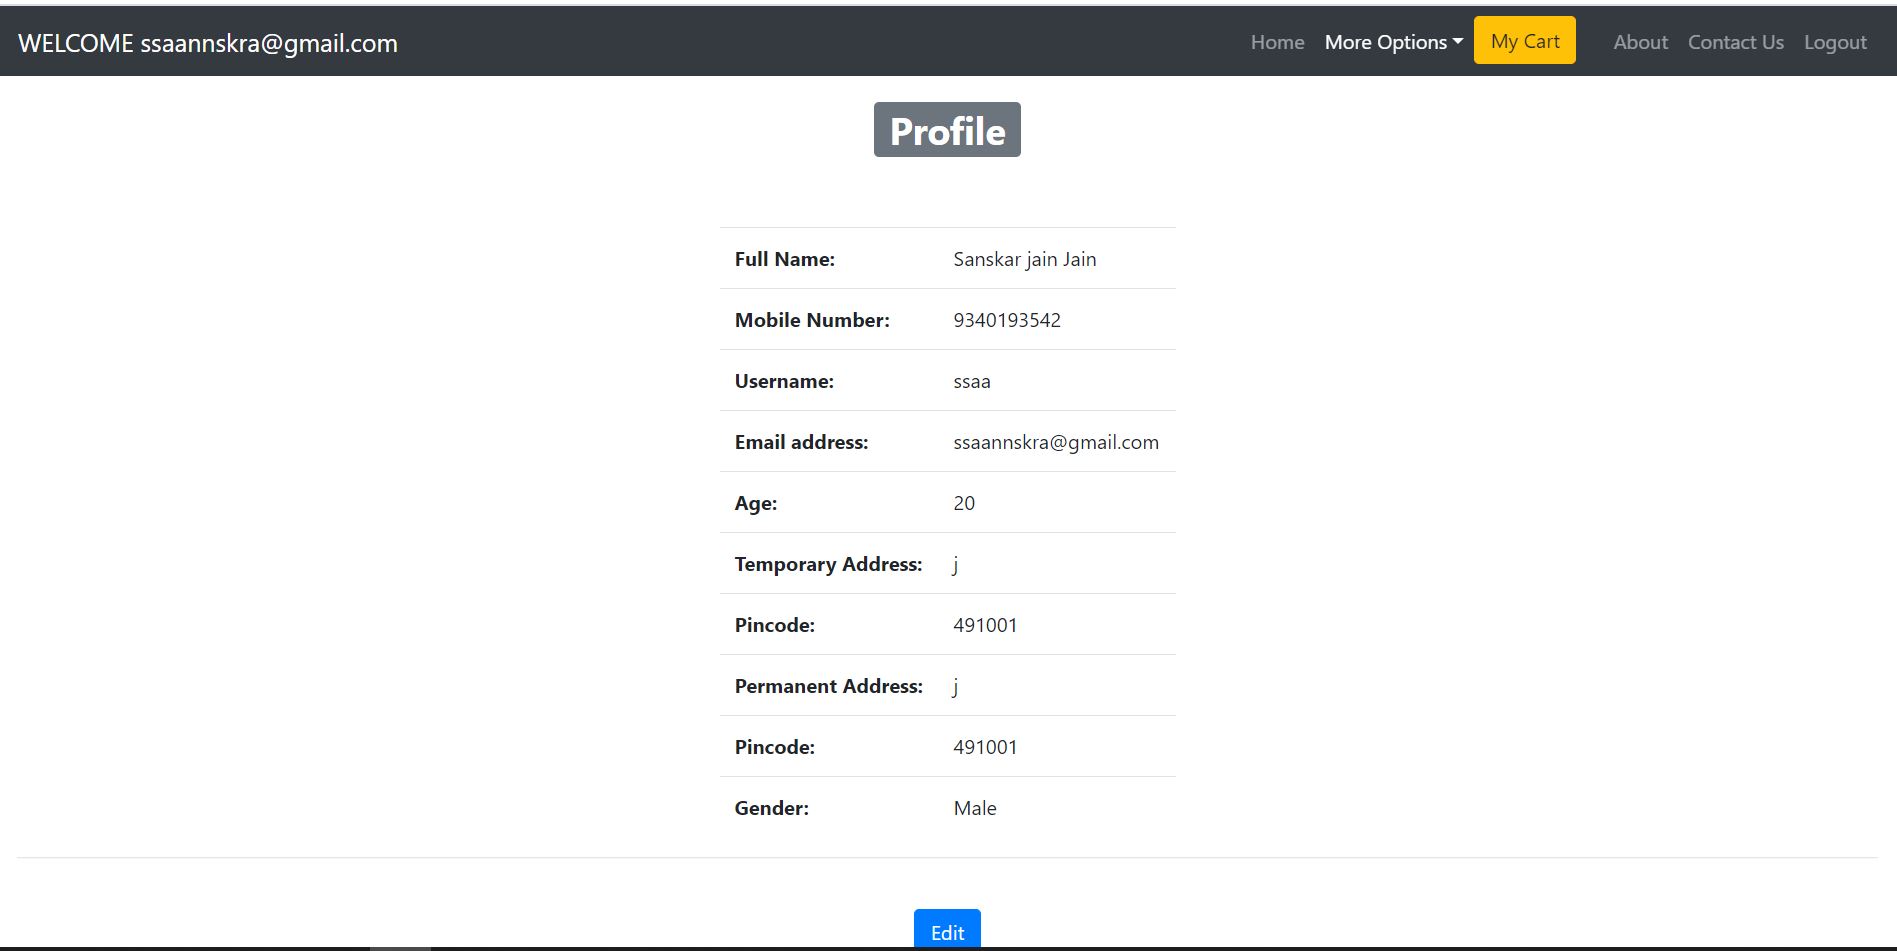 WELCOME ssaannskra@gmail.com Home More Options My Cart About Contact Us Logout
Profile
Full Name: Sanskar jain Jain
Mobile Number: 9340193542
Username: ssaa
Email address: ssaannskra@gmail.com
Age: 20
Temporary Address: j
Pincode: 491001
Permanent Address: j
Pincode: 491001
Gender: Male
Edit